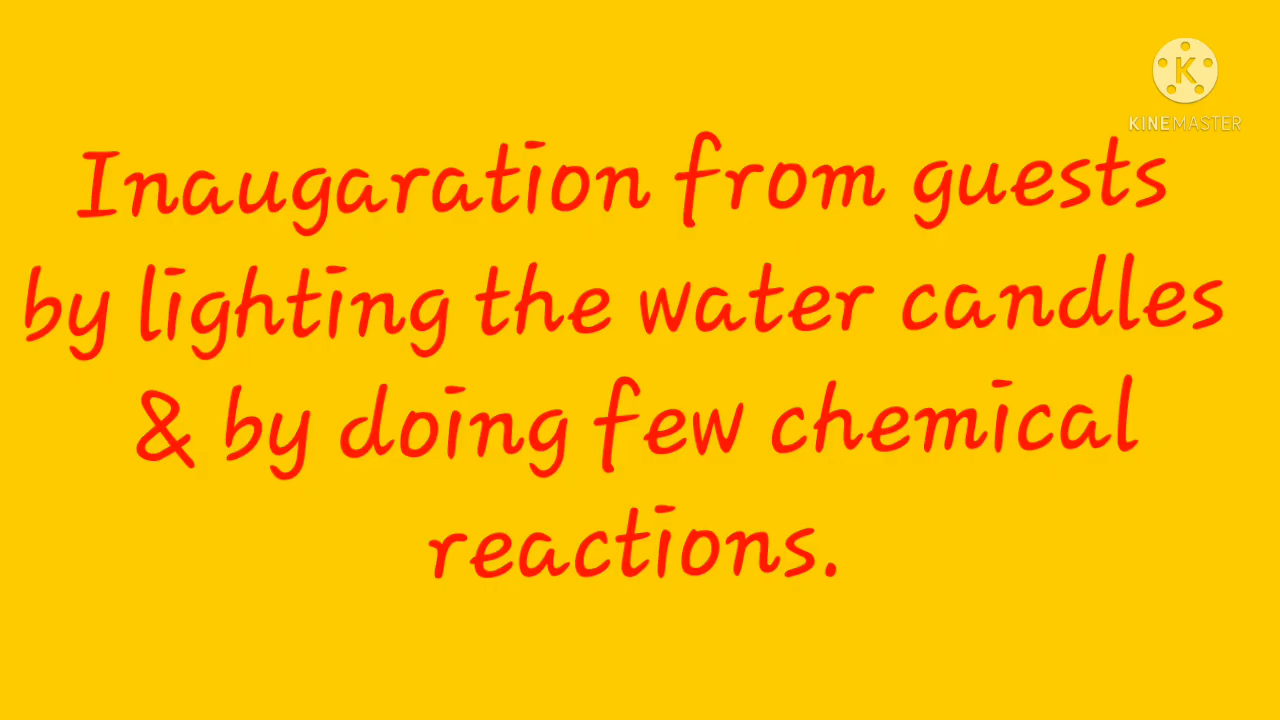 K
KINEMASTER
Inaugaration from guests
by lighting the water candles
& by doing few chemical
reactions.